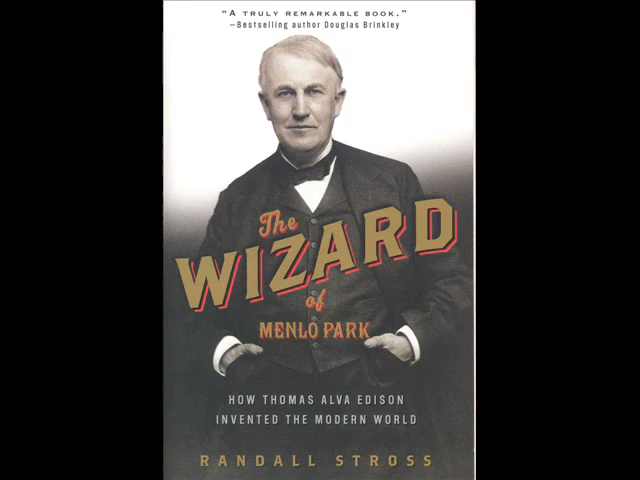 "A TRULY REMARKABLE BOOK."
—Bestselling author Douglas Brinkley
The
WIZARD
of
MENLO PARK
HOW THOMAS ALVA EDISON
INVENTED THE MODERN WORLD
RANDALL STROSS